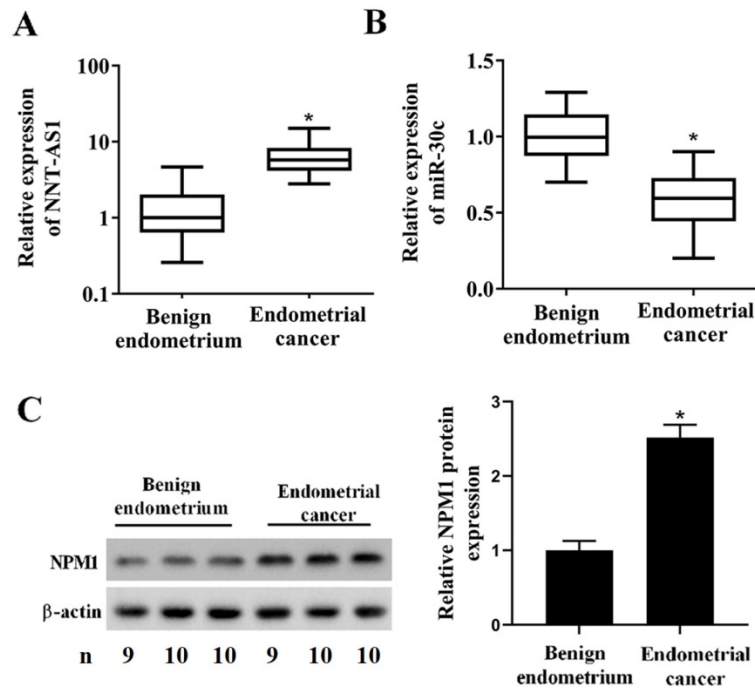 A
Relative expression
of NNT-AS1
100
10
1
0.1
*
Benign
endometrium
Endometrial
cancer
B
Relative expression
of miR-30c
1.5
1.0
0.5
0.0
*
Benign
endometrium
Endometrial
cancer
C
Benign
endometrium
Endometrial
cancer
NPM1
β-actin
n 9 10 10 9 10 10
Relative NPM1 protein
expression
3
2
1
0
*
Benign
endometrium
Endometrial
cancer